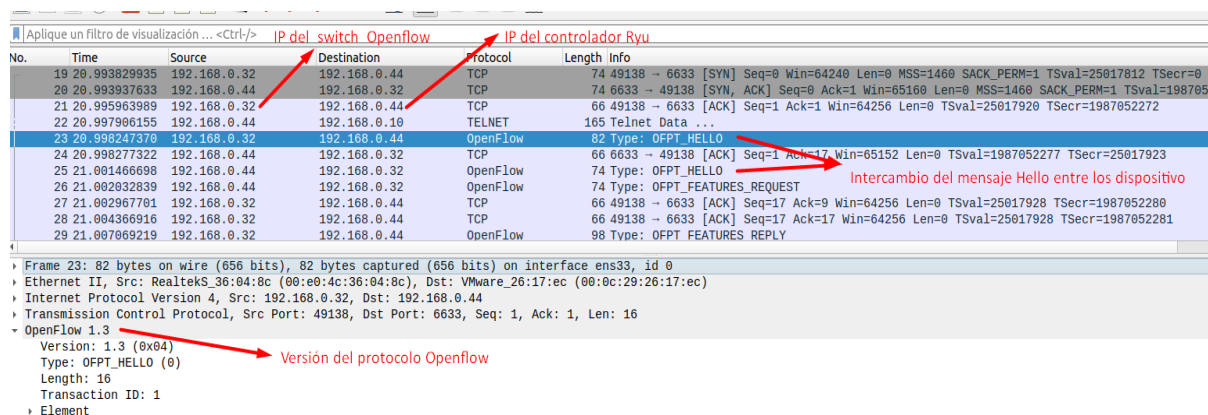 Aplique un filtro de visualización … <Ctrl-/> IP del switch Openflow IP del controlador Ryu
No. Time Source Destination Protocol Length Info
19 20.993829935 192.168.0.32 192.168.0.44 TCP 74 49138 → 6633 [SYN] Seq=0 Win=64240 Len=0 MSS=1460 SACK_PERM=1 TSval=25017812 TSecr=0
20 20.993937633 192.168.0.44 192.168.0.32 TCP 74 6633 → 49138 [SYN, ACK] Seq=0 Ack=1 Win=65160 Len=0 MSS=1460 SACK_PERM=1 TSval=198705
21 20.995963989 192.168.0.32 192.168.0.44 TCP 66 49138 → 6633 [ACK] Seq=1 Ack=1 Win=64256 Len=0 TSval=25017920 TSecr=1987052272
22 20.997906155 192.168.0.44 192.168.0.10 TELNET 165 Telnet Data ...
23 20.998247370 192.168.0.32 192.168.0.44 OpenFlow 82 Type: OFPT_HELLO
24 20.998277322 192.168.0.44 192.168.0.32 TCP 66 6633 → 49138 [ACK] Seq=1 Ack=17 Win=65152 Len=0 TSval=1987052277 TSecr=25017923
25 21.001460698 192.168.0.44 192.168.0.32 OpenFlow 74 Type: OFPT_HELLO
Intercambio del mensaje Hello entre los dispositivo
26 21.002032839 192.168.0.44 192.168.0.32 OpenFlow 74 Type: OFPT_FEATURES_REQUEST
27 21.002967701 192.168.0.32 192.168.0.44 TCP 66 49138 → 6633 [ACK] Seq=17 Ack=9 Win=64256 Len=0 TSval=25017928 TSecr=1987052280
28 21.004366916 192.168.0.32 192.168.0.44 TCP 66 49138 → 6633 [ACK] Seq=17 Ack=17 Win=64256 Len=0 TSval=25017928 TSecr=1987052281
29 21.007069219 192.168.0.32 192.168.0.44 OpenFlow 98 Type: OFPT_FEATURES_REPLY
Frame 23: 82 bytes on wire (656 bits), 82 bytes captured (656 bits) on interface ens33, id 0
Ethernet II, Src: RealtekS_36:04:8c (00:e0:4c:36:04:8c), Dst: VMware_26:17:ec (00:0c:29:26:17:ec)
Internet Protocol Version 4, Src: 192.168.0.32, Dst: 192.168.0.44
Transmission Control Protocol, Src Port: 49138, Dst Port: 6633, Seq: 1, Ack: 1, Len: 16
OpenFlow 1.3
Version: 1.3 (0x04)
Versión del protocolo Openflow
Type: OFPT_HELLO (0)
Length: 16
Transaction ID: 1
Element